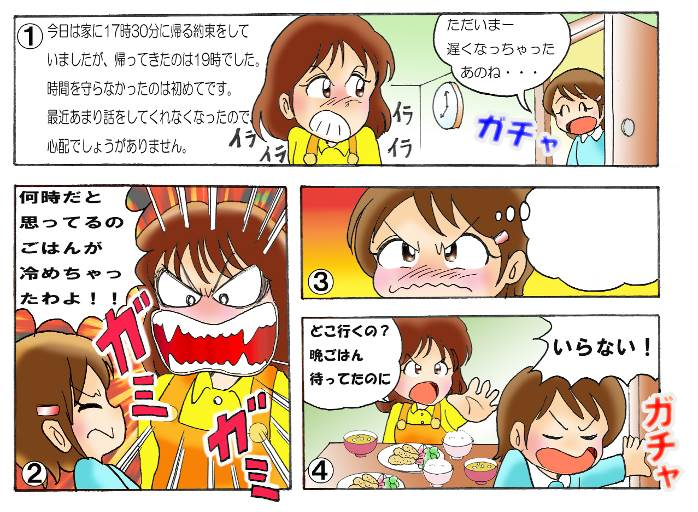 ①
今日は家に17時30分に帰る約束をして
いましたが、帰ってきたのは19時でした。
時間を守らなかったのは初めてです。
最近あまり話をしてくれなくなったので、
心配でしょうがありません。
イラ
イラ
イラ
イラ
ただいまー
遅くなっちゃった
あのね・・・
ガチャ
何時だと
思ってるの
ごはんが
冷めちゃっ
たわよ！！
ガミ
ガミ
②
③
どこ行くの？
晩ごはん
待ってたのに
いらない！
ガチャ
④